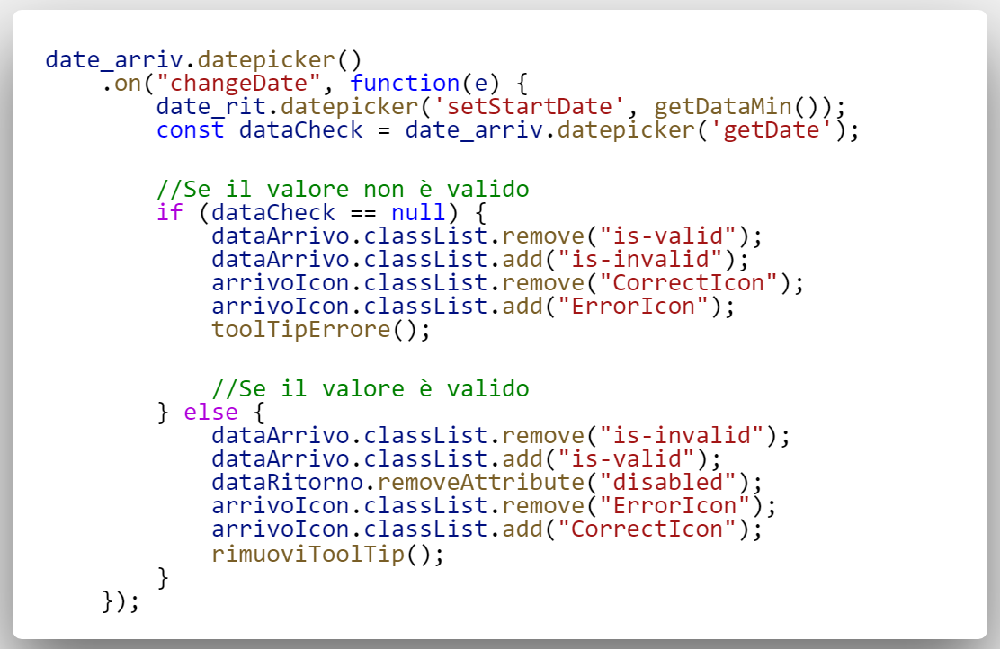 date_arriv.datepicker()
    .on("changeDate", function(e) {
        date_rit.datepicker('setStartDate', getDataMin());
        const dataCheck = date_arriv.datepicker('getDate');
        //Se il valore non è valido
        if (dataCheck == null) {
            dataArrivo.classList.remove("is-valid");
            dataArrivo.classList.add("is-invalid");
            arrivoIcon.classList.remove("CorrectIcon");
            arrivoIcon.classList.add("ErrorIcon");
            toolTipErrore();
            //Se il valore è valido
        } else {
            dataArrivo.classList.remove("is-invalid");
            dataArrivo.classList.add("is-valid");
            dataRitorno.removeAttribute("disabled");
            arrivoIcon.classList.remove("ErrorIcon");
            arrivoIcon.classList.add("CorrectIcon");
            rimuoviToolTip();
        }
    });